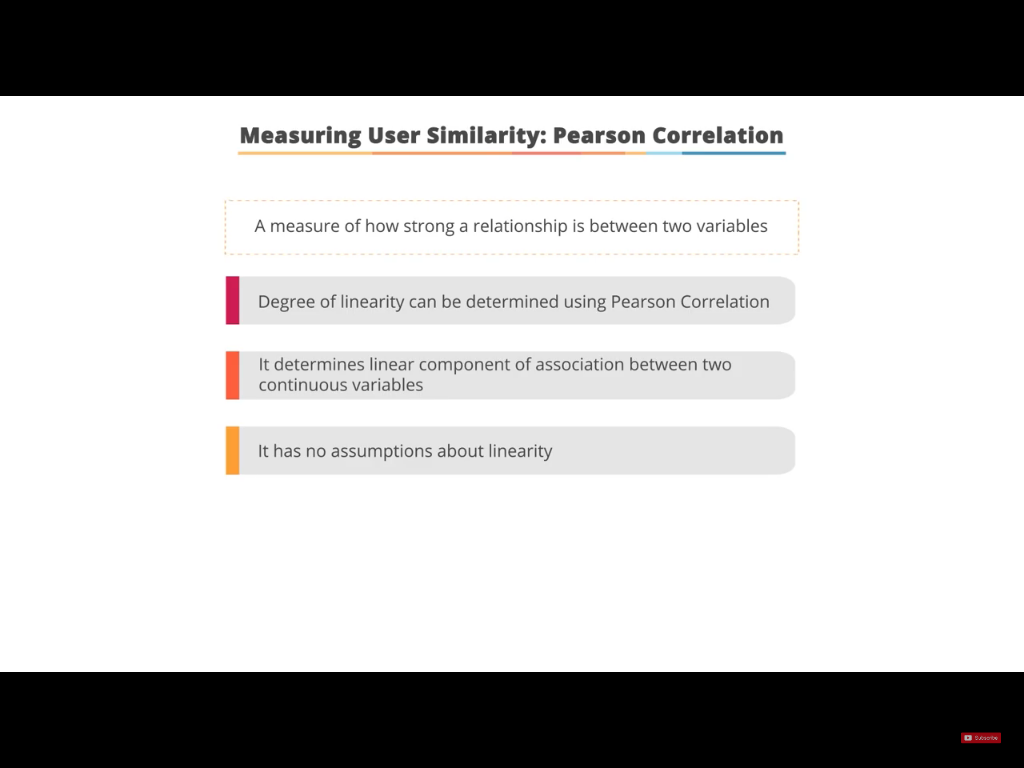 Measuring User Similarity: Pearson Correlation
A measure of how strong a relationship is between two variables
Degree of linearity can be determined using Pearson Correlation
It determines linear component of association between two
continuous variables
It has no assumptions about linearity
Subscribe